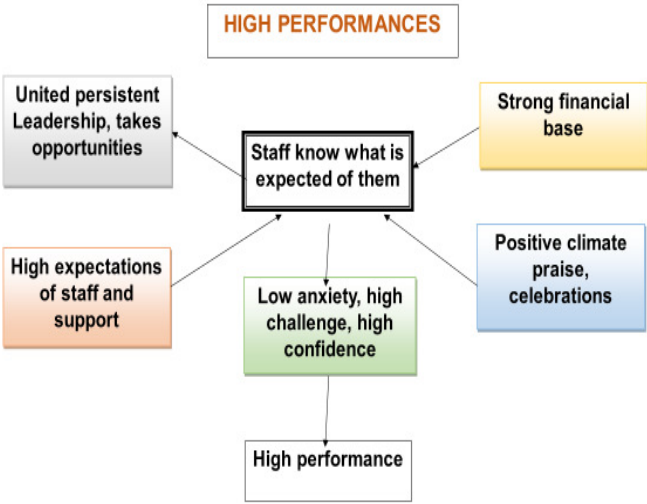 HIGH PERFORMANCES
United persistent
Leadership, takes
opportunities
Strong financial
base
Staff know what is
expected of them
High expectations
of staff and
support
Positive climate
praise,
celebrations
Low anxiety, high
challenge, high
confidence
High performance